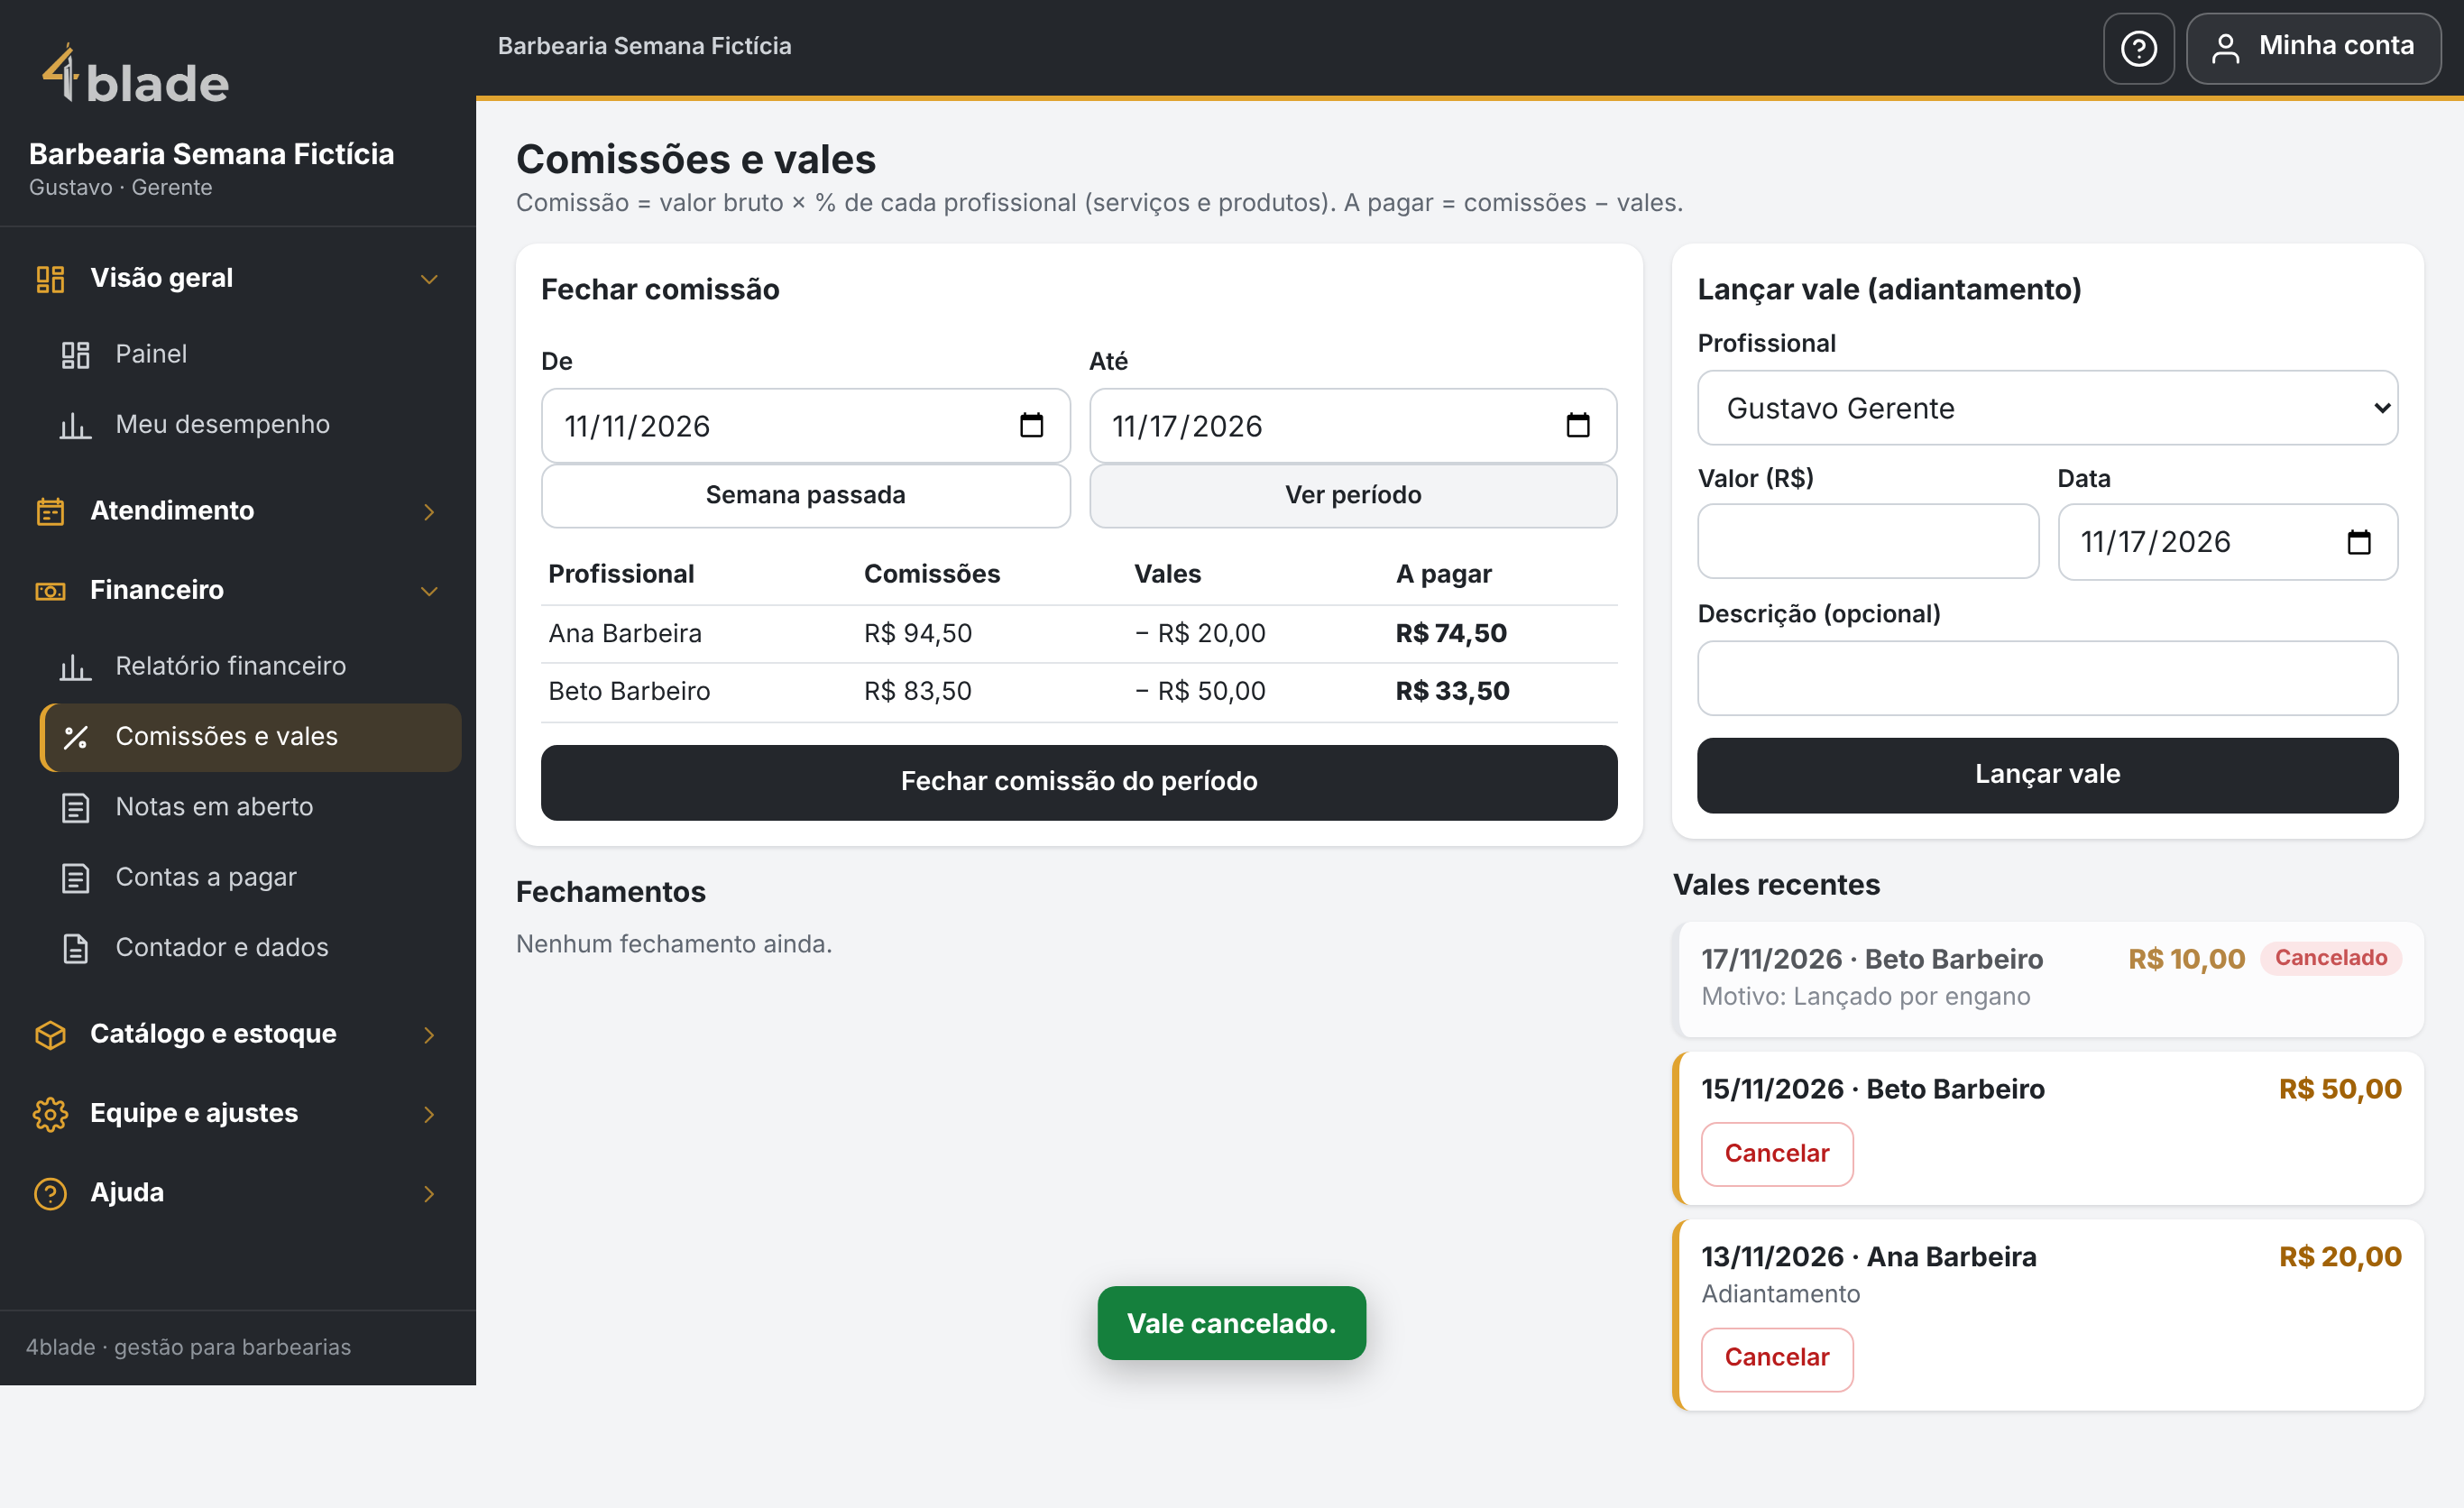 4blade
Barbearia Semana Fictícia
Gustavo · Gerente
Visão geral
Painel
Meu desempenho
Atendimento
Financeiro
Relatório financeiro
Comissões e vales
Notas em aberto
Contas a pagar
Contador e dados
Catálogo e estoque
Equipe e ajustes
Ajuda
4blade · gestão para barbearias
Barbearia Semana Fictícia
Minha conta
Comissões e vales
Comissão = valor bruto × % de cada profissional (serviços e produtos). A pagar = comissões − vales.
Fechar comissão
De
Até
11/11/2026
11/17/2026
Semana passada
Ver período
Profissional Comissões Vales A pagar
Ana Barbeira R$ 94,50 − R$ 20,00 R$ 74,50
Beto Barbeiro R$ 83,50 − R$ 50,00 R$ 33,50
Fechar comissão do período
Fechamentos
Nenhum fechamento ainda.
Lançar vale (adiantamento)
Profissional
Gustavo Gerente
Valor (R$)
Data
11/17/2026
Descrição (opcional)
Lançar vale
Vales recentes
17/11/2026 · Beto Barbeiro R$ 10,00 Cancelado
Motivo: Lançado por engano
15/11/2026 · Beto Barbeiro R$ 50,00
Cancelar
13/11/2026 · Ana Barbeira R$ 20,00
Adiantamento
Cancelar
Vale cancelado.